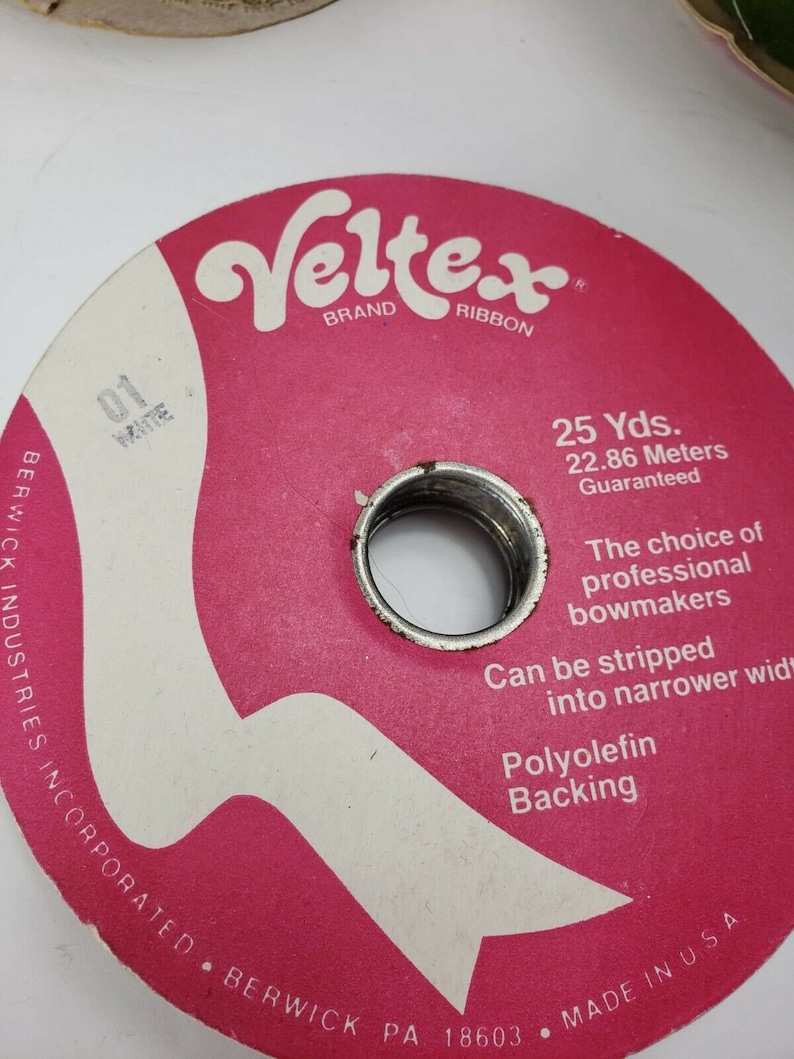 Veltex®
BRAND RIBBON
01
WHITE
25 Yds.
22.86 Meters
Guaranteed
The choice of
professional
bowmakers
Can be stripped
into narrower
Polyolefin
Backing
BERWICK INDUSTRIES INCORPORATED • BERWICK PA 18603 • MADE IN U.S.A.